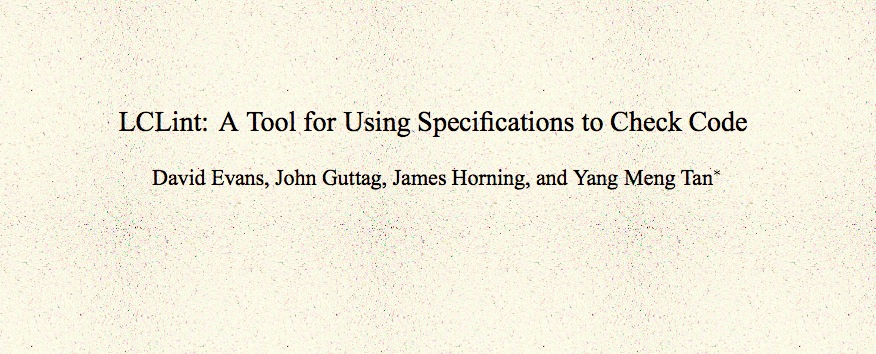 LCLint: A Tool for Using Specifications to Check Code
David Evans, John Guttag, James Horning, and Yang Meng Tan*